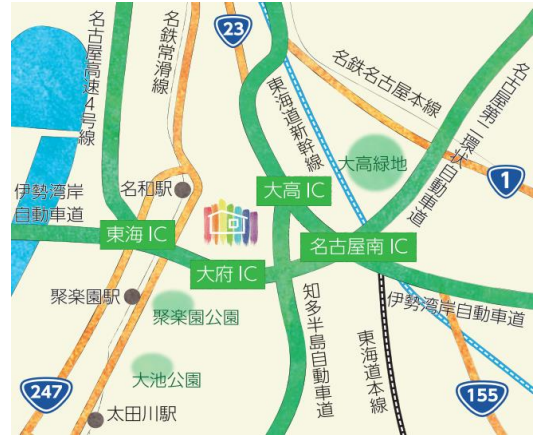 名古屋高速4号線
名鉄常滑線
23
東海道新幹線
名鉄名古屋本線
名古屋第二環状自動車道
大高緑地
1
伊勢湾岸
自動車道
名和駅
大高 IC
東海 IC
大府 IC
名古屋南 IC
聚楽園駅
聚楽園公園
知多半島自動車道
東海道本線
伊勢湾岸自動車道
大池公園
247
太田川駅
155